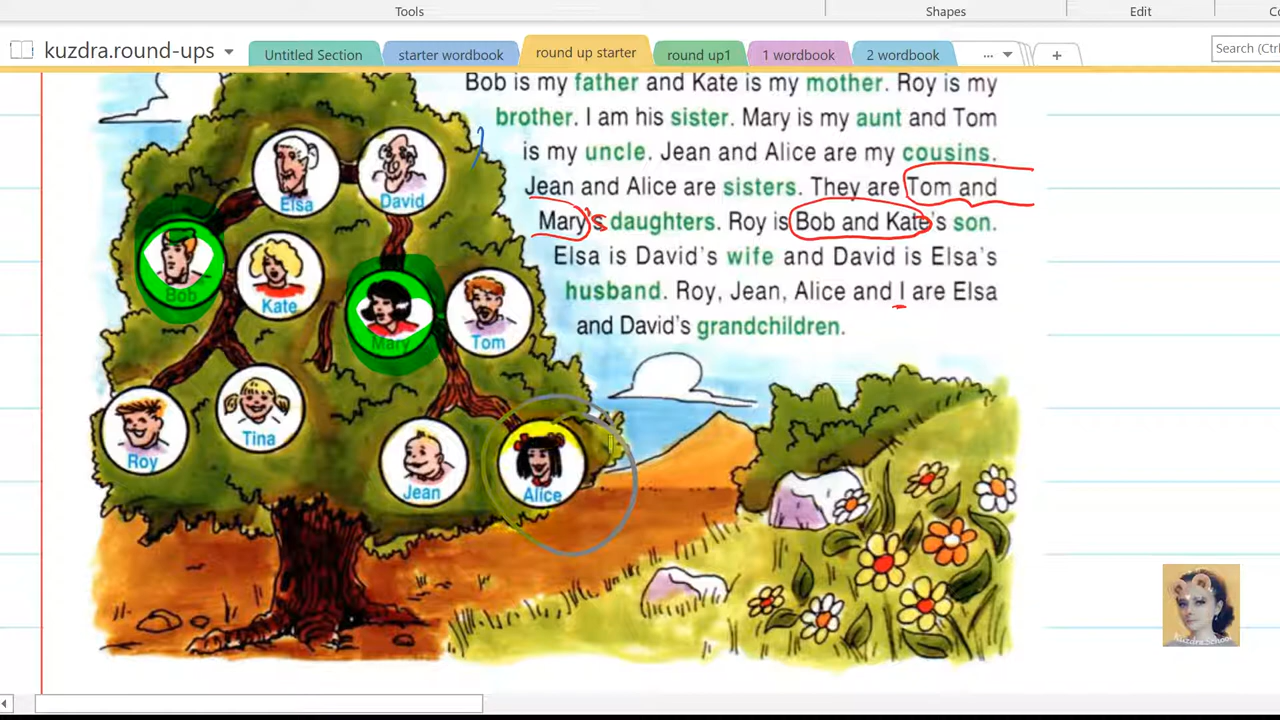 Tools
Shapes
Edit
kuzdra.round-ups
Untitled Section
starter wordbook
round up starter
round up1
1 wordbook
2 wordbook
...
Search (Ctrl
Bob is my father and Kate is my mother. Roy is my
brother. I am his sister. Mary is my aunt and Tom
is my uncle. Jean and Alice are my cousins.
Jean and Alice are sisters. They are Tom and
Mary's daughters. Roy is Bob and Kate's son.
Elsa is David's wife and David is Elsa's
husband. Roy, Jean, Alice and I are Elsa
and David's grandchildren.
Elsa
David
Bob
Kate
Mary
Tom
Roy
Tina
Jean
Alice
KuzdraSchool